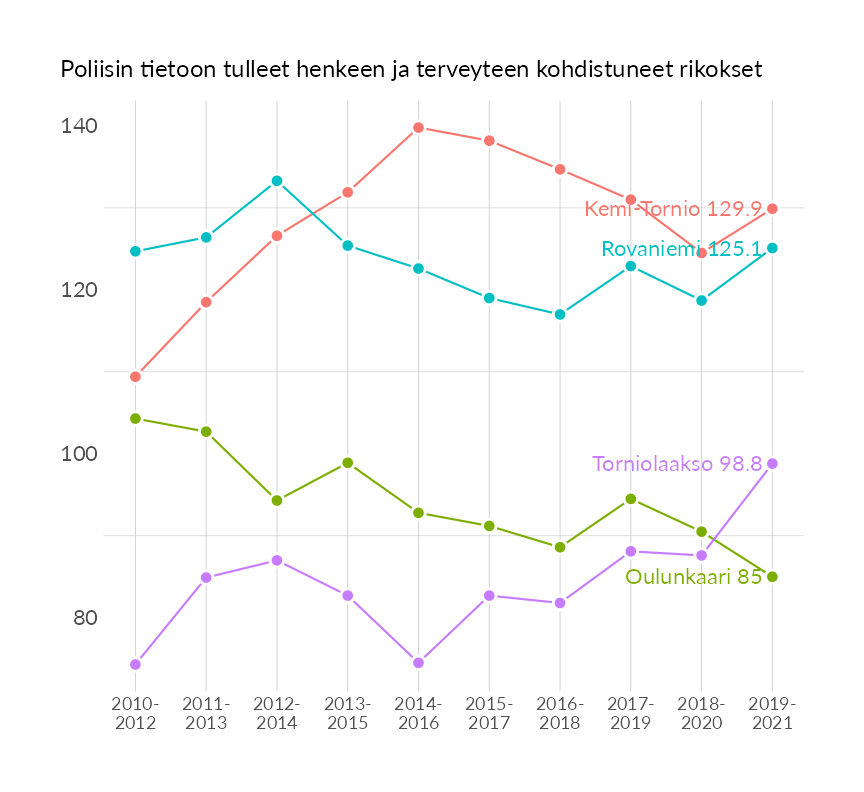 Poliisin tietoon tulleet henkeen ja terveyteen kohdistuneet rikokset
140
Kemi-Tornio 129.9
Rovaniemi 125.1
120
100
Torniolaakso 98.8
Oulunkaari 85
80
2010- 2011- 2012- 2013- 2014- 2015- 2016- 2017- 2018- 2019-
2012 2013 2014 2015 2016 2017 2018 2019 2020 2021